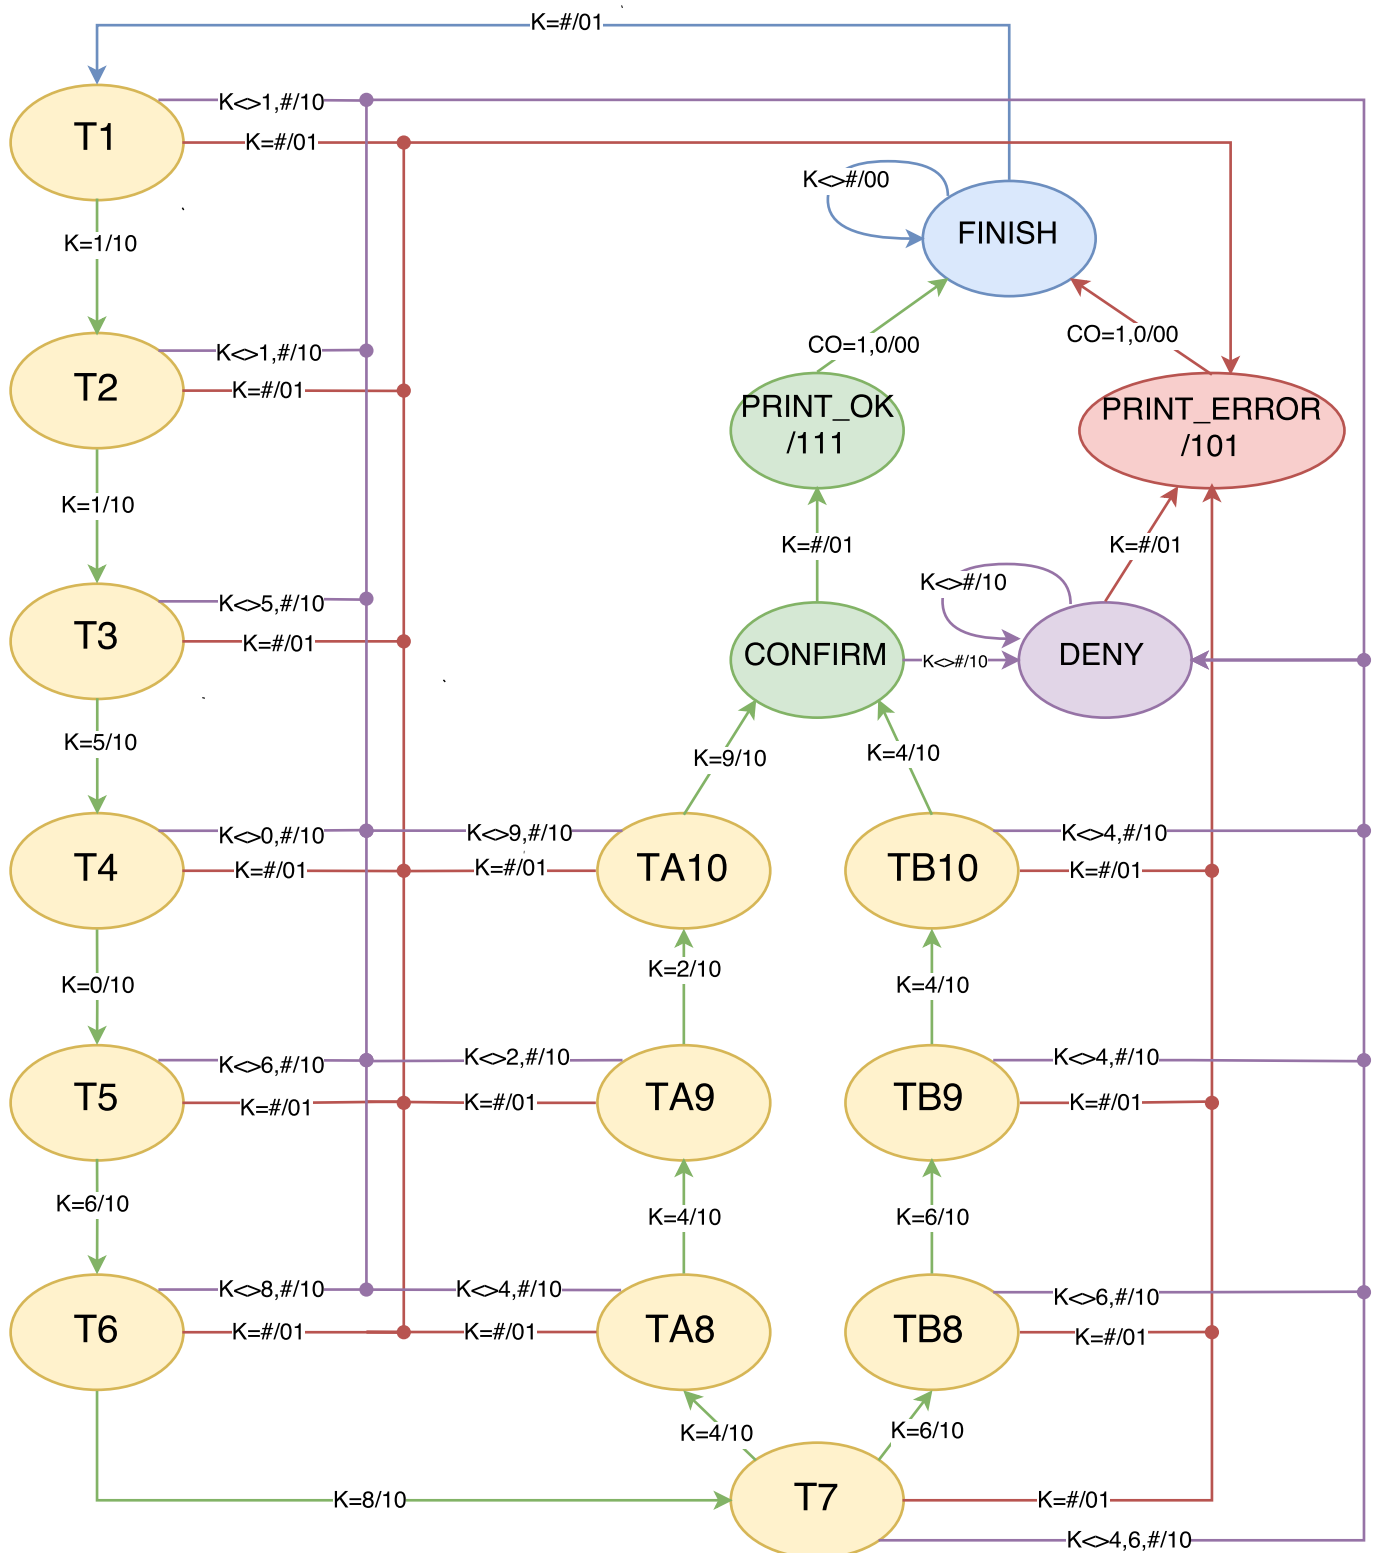 K=#/01
K<>1,#/10
T1
K=#/01
K<>#/00
FINISH
K=1/10
K<>1,#/10
T2
K=#/01
CO=1,0/00
CO=1,0/00
PRINT_OK
/111
PRINT_ERROR
/101
K=1/10
K=#/01
K=#/01
K<>5,#/10
T3
K=#/01
K<>#/10
CONFIRM
K<>#/10
DENY
K=5/10
K=9/10
K=4/10
K<>0,#/10
K<>9,#/10
K<>4,#/10
T4
K=#/01
K=#/01
TA10
TB10
K=#/01
K=0/10
K=2/10
K=4/10
K<>6,#/10
K<>2,#/10
K<>4,#/10
T5
K=#/01
K=#/01
TA9
TB9
K=#/01
K=6/10
K=4/10
K=6/10
K<>8,#/10
K<>4,#/10
K<>6,#/10
T6
K=#/01
K=#/01
TA8
TB8
K=#/01
K=4/10
K=6/10
K=8/10
T7
K=#/01
K<>4,6,#/10